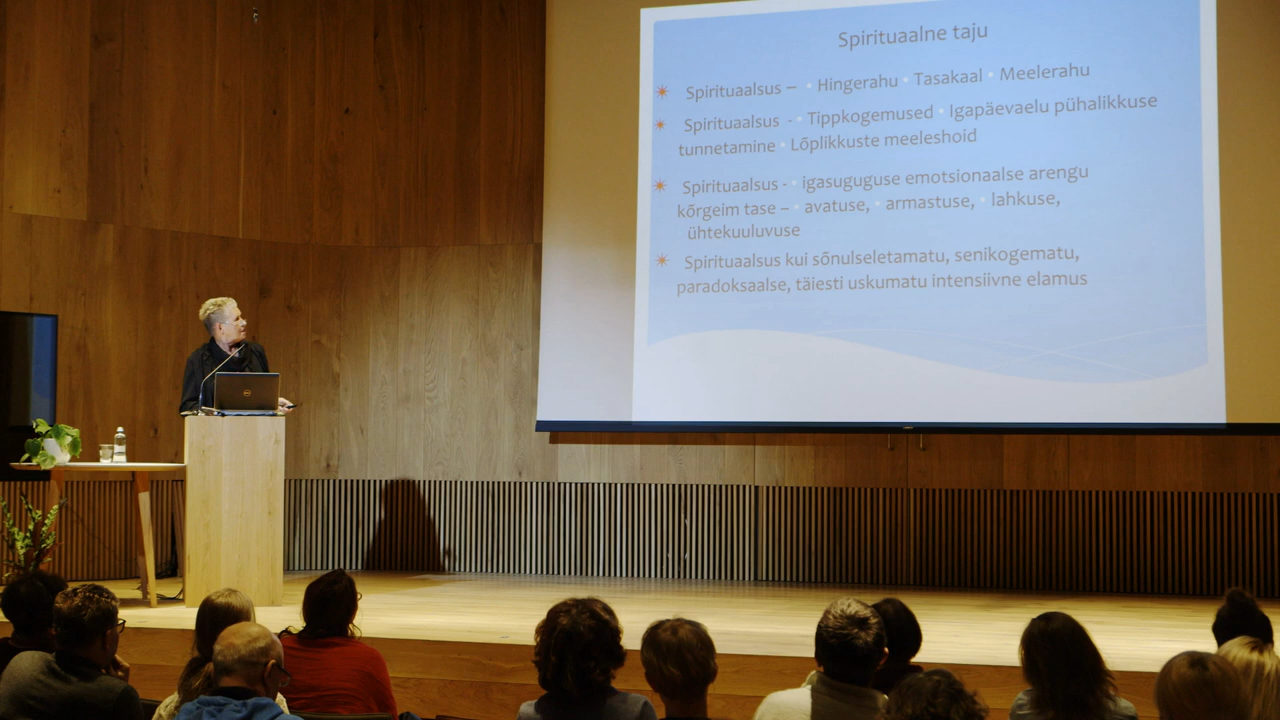 Spirituaalne taju
Spirituaalsus – • Hingerahu • Tasakaal • Meelerahu
Spirituaalsus - • Tippkogemused • Igapäevaelu pühalikkuse
tunnetamine • Lõplikkuste meeleshoid
Spirituaalsus - • igasuguguse emotsionaalse arengu
kõrgeim tase – • avatuse, • armastuse, • lahkuse,
ühtekuuluvuse
Spirituaalsus kui sõnulseletamatu, senikogematu,
paradoksaalse, täiesti uskumatu intensiivne elamus
DELL